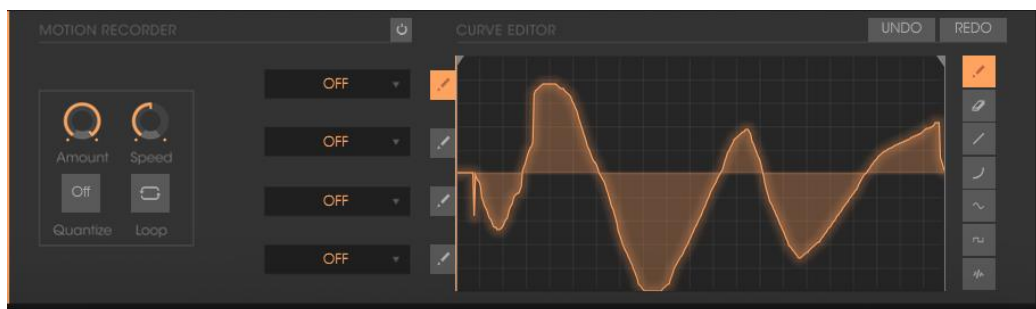 MOTION RECORDER
CURVE EDITOR
UNDO
REDO
OFF
OFF
OFF
OFF
Amount
Speed
Off
Quantize
Loop